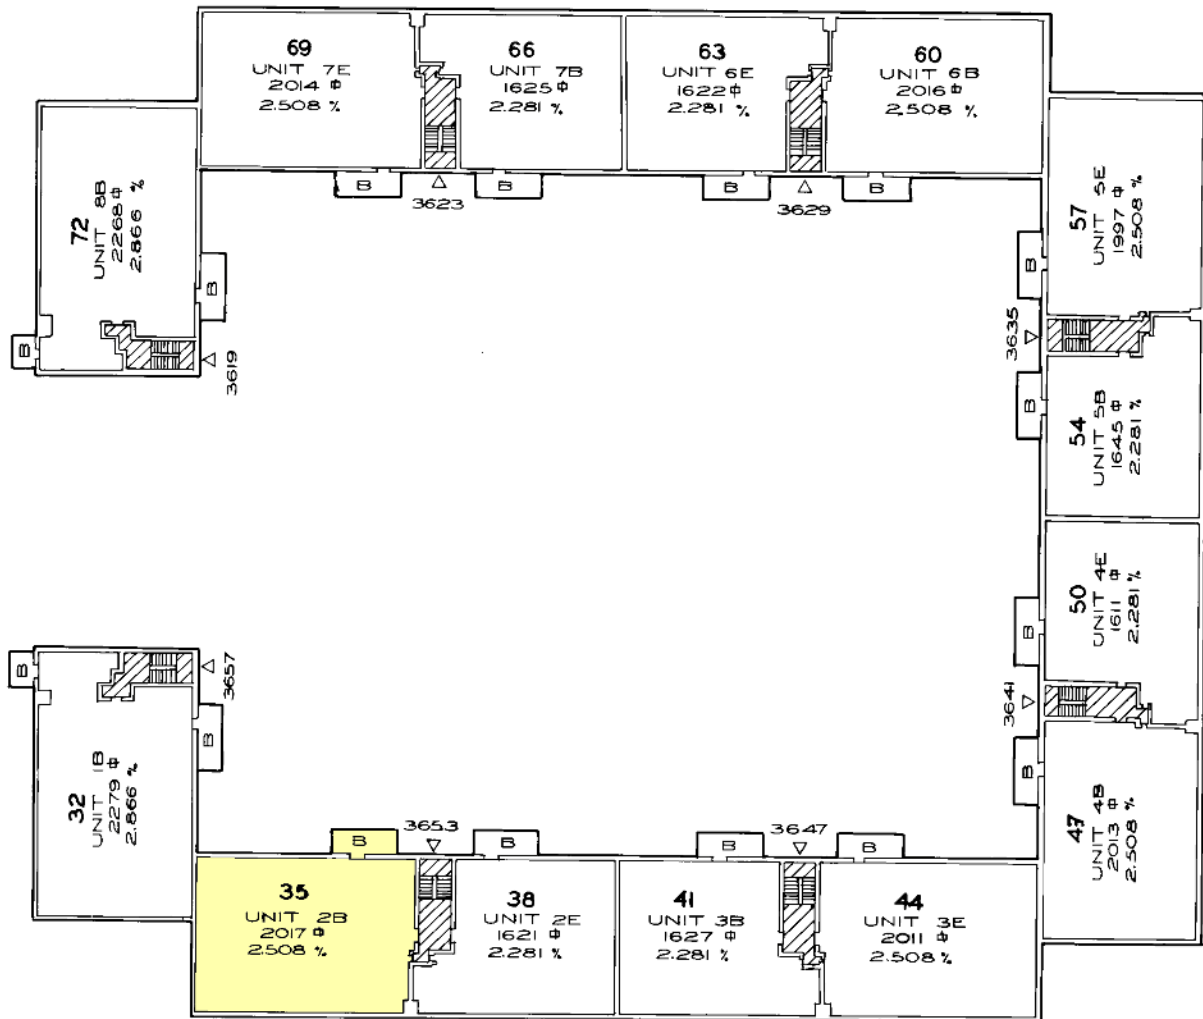 69
UNIT 7E
2014 ⏀
2.508 %
66
UNIT 7B
1625 ⏀
2.281 %
63
UNIT 6E
1622 ⏀
2.281 %
60
UNIT 6B
2016 ⏀
2.508 %
B
3623
B
B
3629
B
72
UNIT 8B
2268 ⏀
2.866 %
B
B
3619
57
UNIT 5E
1997 ⏀
2.508 %
B
3635
B
54
UNIT 5B
1645 ⏀
2.281 %
50
UNIT 4E
1611 ⏀
2.281 %
B
3641
B
47
UNIT 4B
2013 ⏀
2.508 %
B
3657
B
32
UNIT 1B
2279 ⏀
2.866 %
B
3653
B
B
3647
B
35
UNIT 2B
2017 ⏀
2.508 %
38
UNIT 2E
1621 ⏀
2.281 %
41
UNIT 3B
1627 ⏀
2.281 %
44
UNIT 3E
2011 ⏀
2.508 %